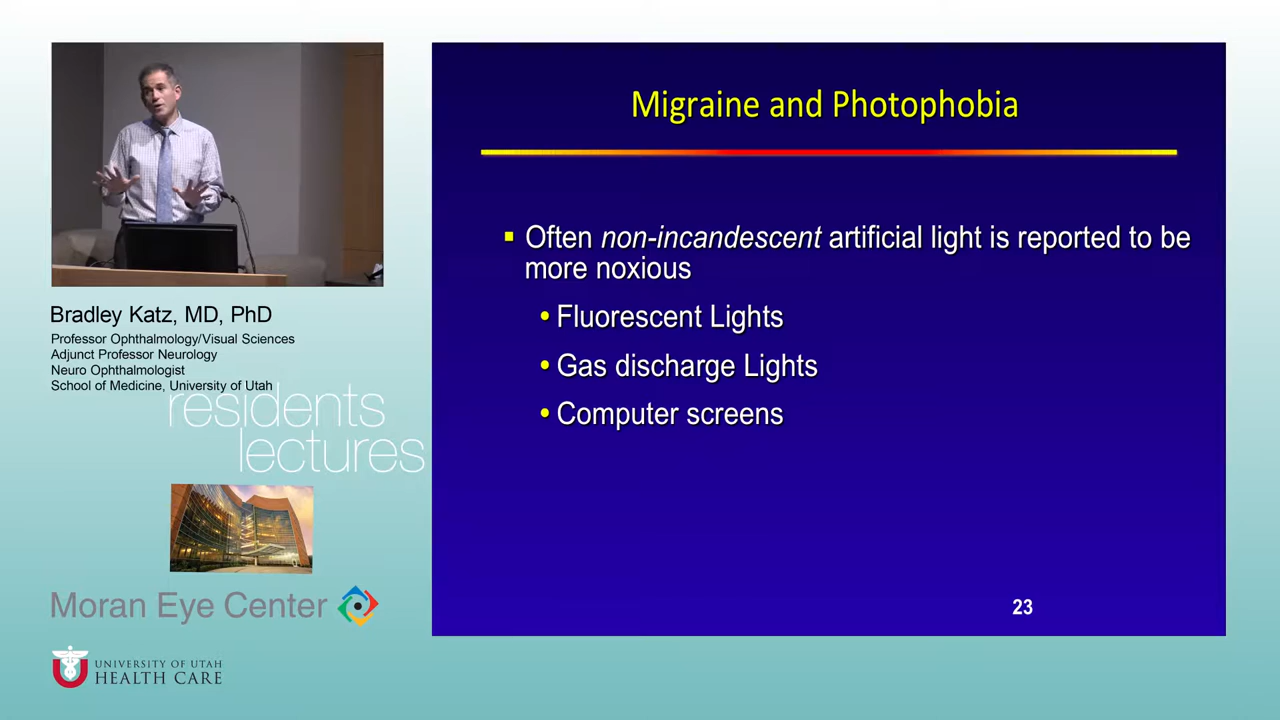 Migraine and Photophobia
▪ Often non-incandescent artificial light is reported to be
more noxious
• Fluorescent Lights
• Gas discharge Lights
• Computer screens
23
Bradley Katz, MD, PhD
Professor Ophthalmology/Visual Sciences
Adjunct Professor Neurology
Neuro Ophthalmologist
School of Medicine, University of Utah
residents
lectures
Moran Eye Center
UNIVERSITY OF UTAH
HEALTH CARE